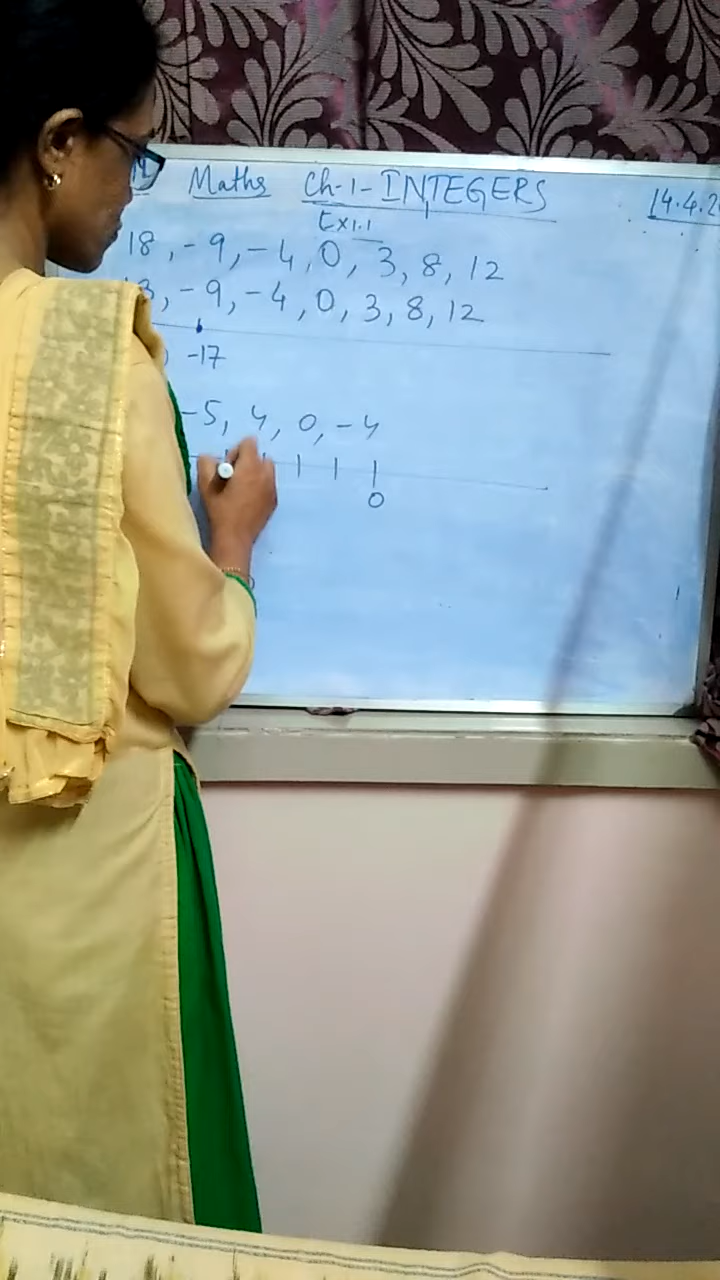 Maths Ch-1- INTEGERS 14.4.2
Ex1.1
18, -9, -4, 0, 3, 8, 12
, -9, -4, 0, 3, 8, 12
) -17
-5, 4, 0, -4
0